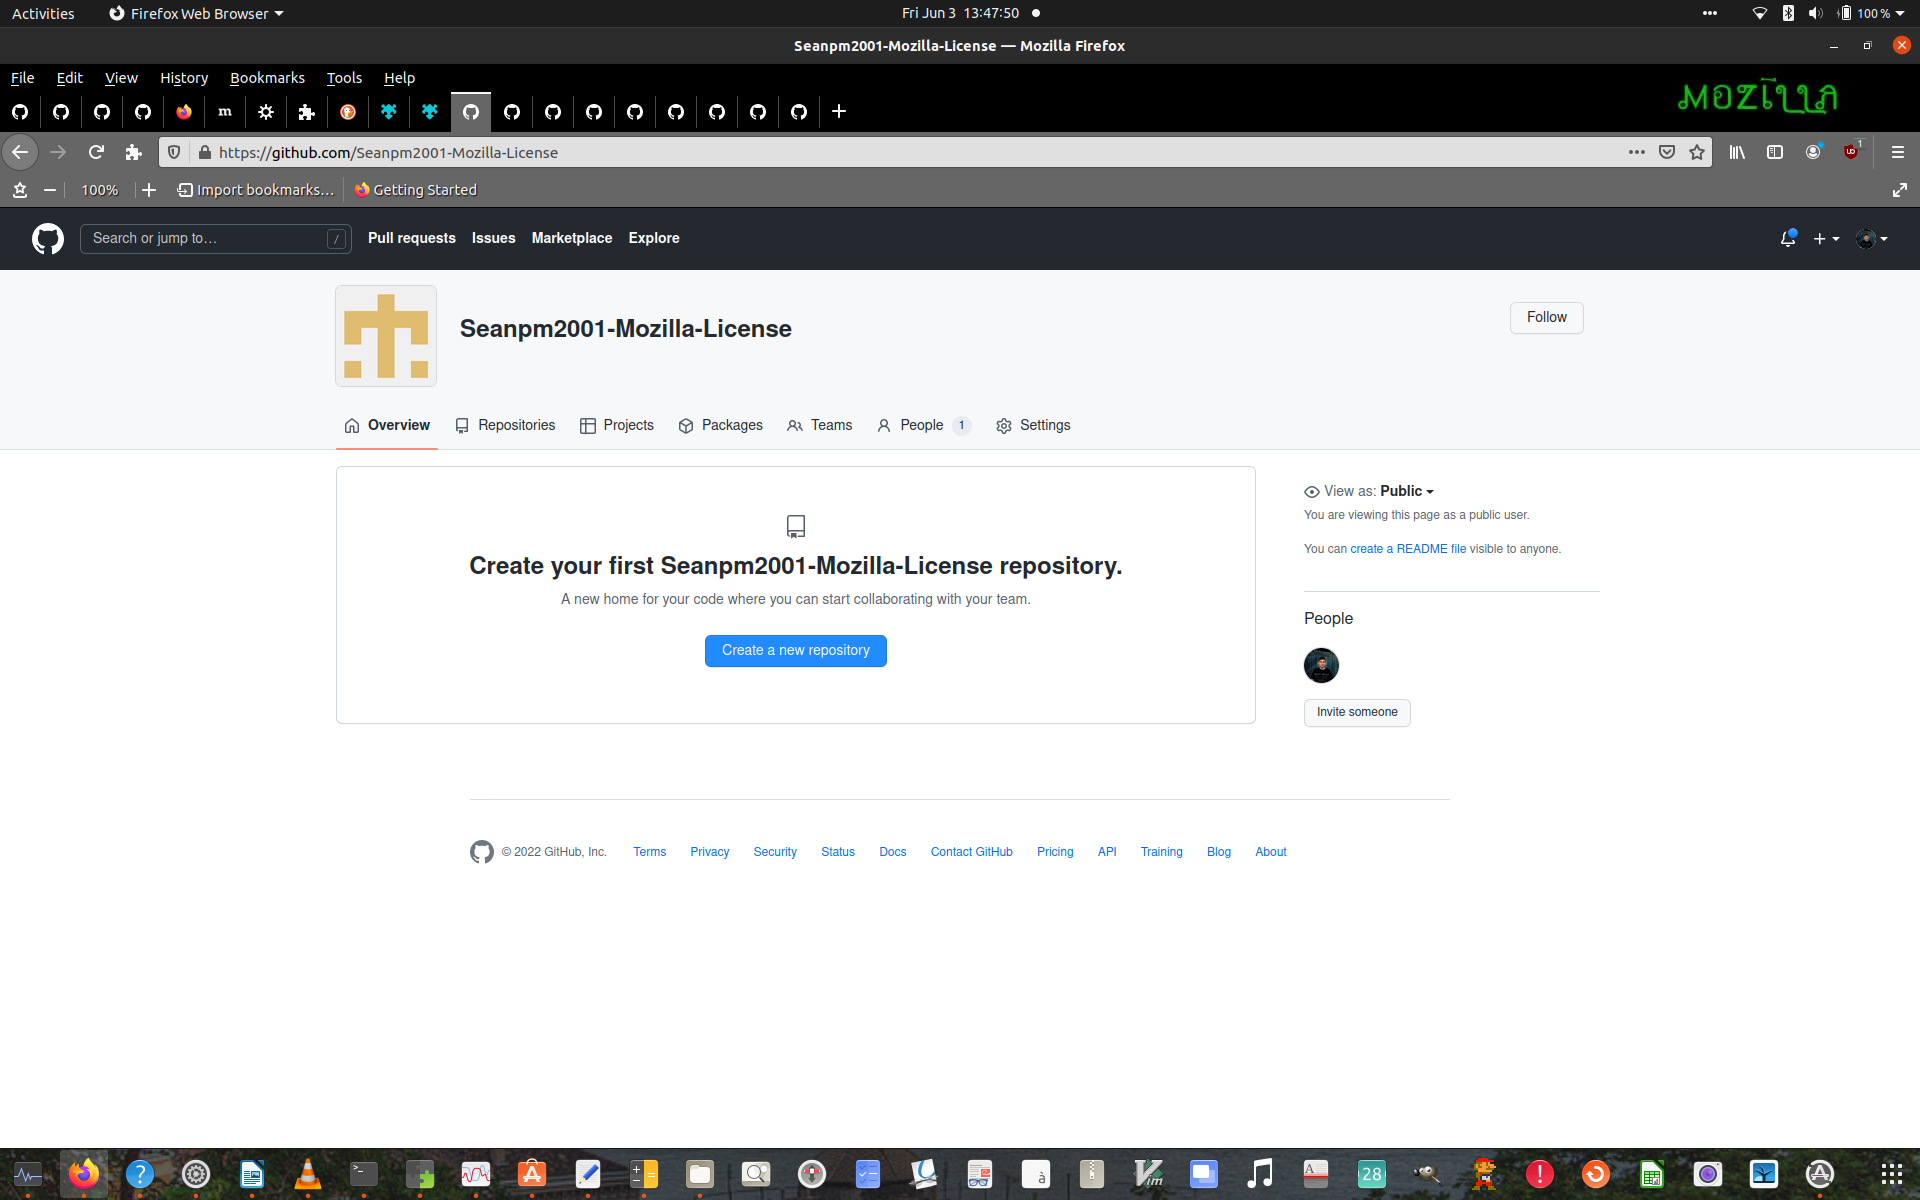 Activities Firefox Web Browser Fri Jun 3 13:47:50 100 %
Seanpm2001-Mozilla-License — Mozilla Firefox
File Edit View History Bookmarks Tools Help
MOZILLA
m
https://github.com/Seanpm2001-Mozilla-License 1
100% Import bookmarks… Getting Started
Search or jump to… / Pull requests Issues Marketplace Explore
Seanpm2001-Mozilla-License
Follow
Overview Repositories Projects Packages Teams People 1 Settings
View as: Public
You are viewing this page as a public user.
You can create a README file visible to anyone.
Create your first Seanpm2001-Mozilla-License repository.
A new home for your code where you can start collaborating with your team.
Create a new repository
People
Invite someone
© 2022 GitHub, Inc. Terms Privacy Security Status Docs Contact GitHub Pricing API Training Blog About
? >_ à Vim A 28 !